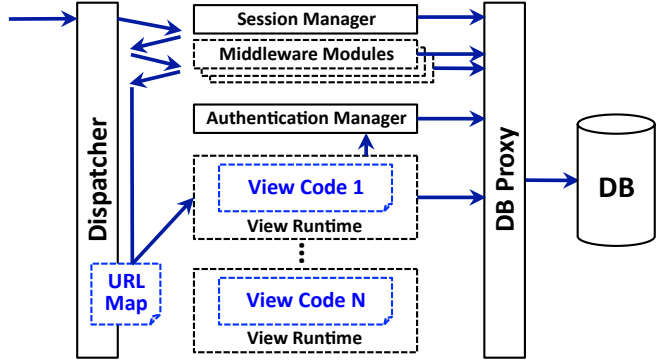 Session Manager
Middleware Modules
Authentication Manager
View Code 1
View Runtime
View Code N
View Runtime
Dispatcher
URL
Map
DB Proxy
DB